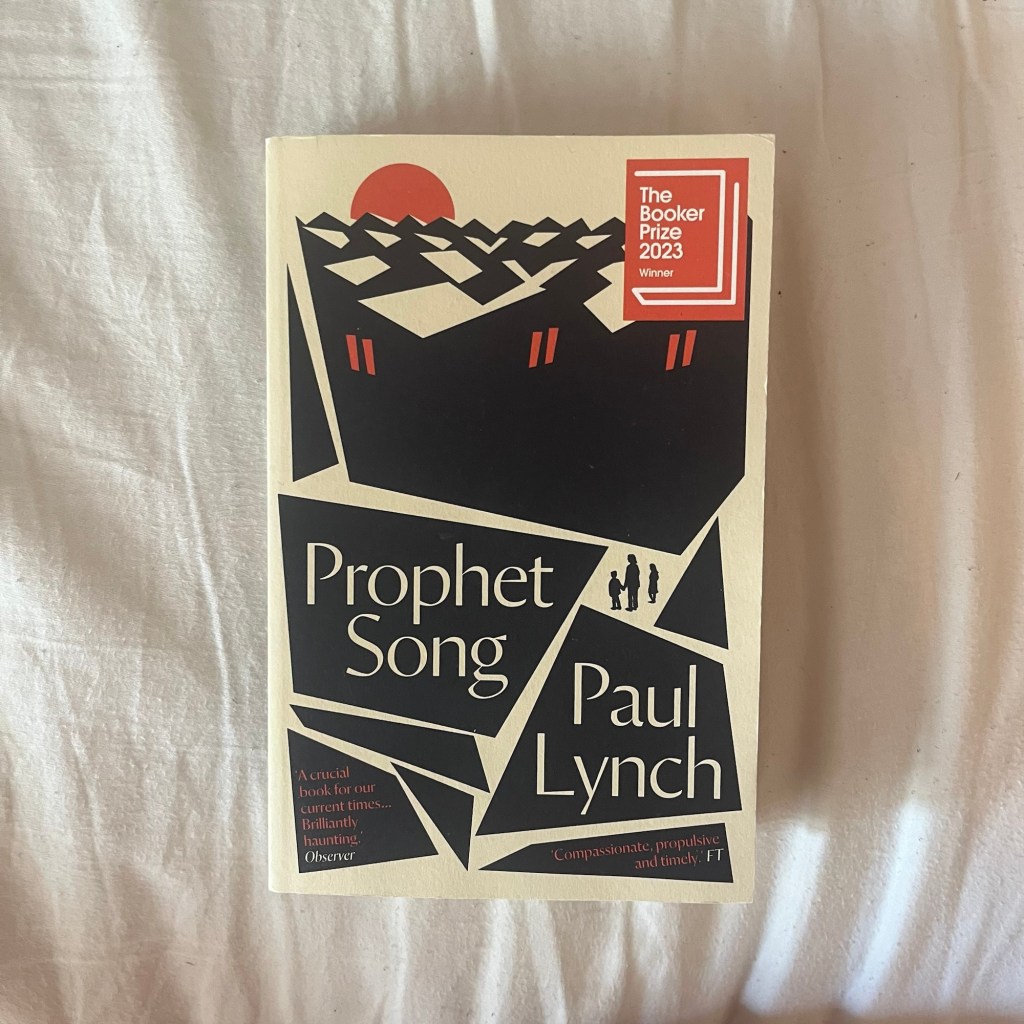 The
Booker
Prize
2023
Winner
Prophet
Song
Paul
Lynch
'A crucial
book for our
current times...
Brilliantly
haunting.'
Observer
'Compassionate, propulsive
and timely.' FT